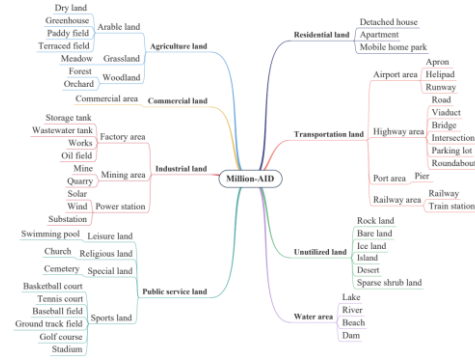 Dry land
Greenhouse
Paddy field
Terraced field
Arable land
Meadow
Grassland
Forest
Orchard
Woodland
Agriculture land
Commercial area
Commercial land
Storage tank
Wastewater tank
Works
Oil field
Factory area
Mine
Quarry
Mining area
Solar
Wind
Substation
Power station
Industrial land
Swimming pool
Leisure land
Church
Religious land
Cemetery
Special land
Basketball court
Tennis court
Baseball field
Ground track field
Golf course
Stadium
Sports land
Public service land
Million-AID
Residential land
Detached house
Apartment
Mobile home park
Transportation land
Airport area
Apron
Helipad
Runway
Highway area
Road
Viaduct
Bridge
Intersection
Parking lot
Roundabout
Port area
Pier
Railway area
Railway
Train station
Unutilized land
Rock land
Bare land
Ice land
Island
Desert
Sparse shrub land
Water area
Lake
River
Beach
Dam